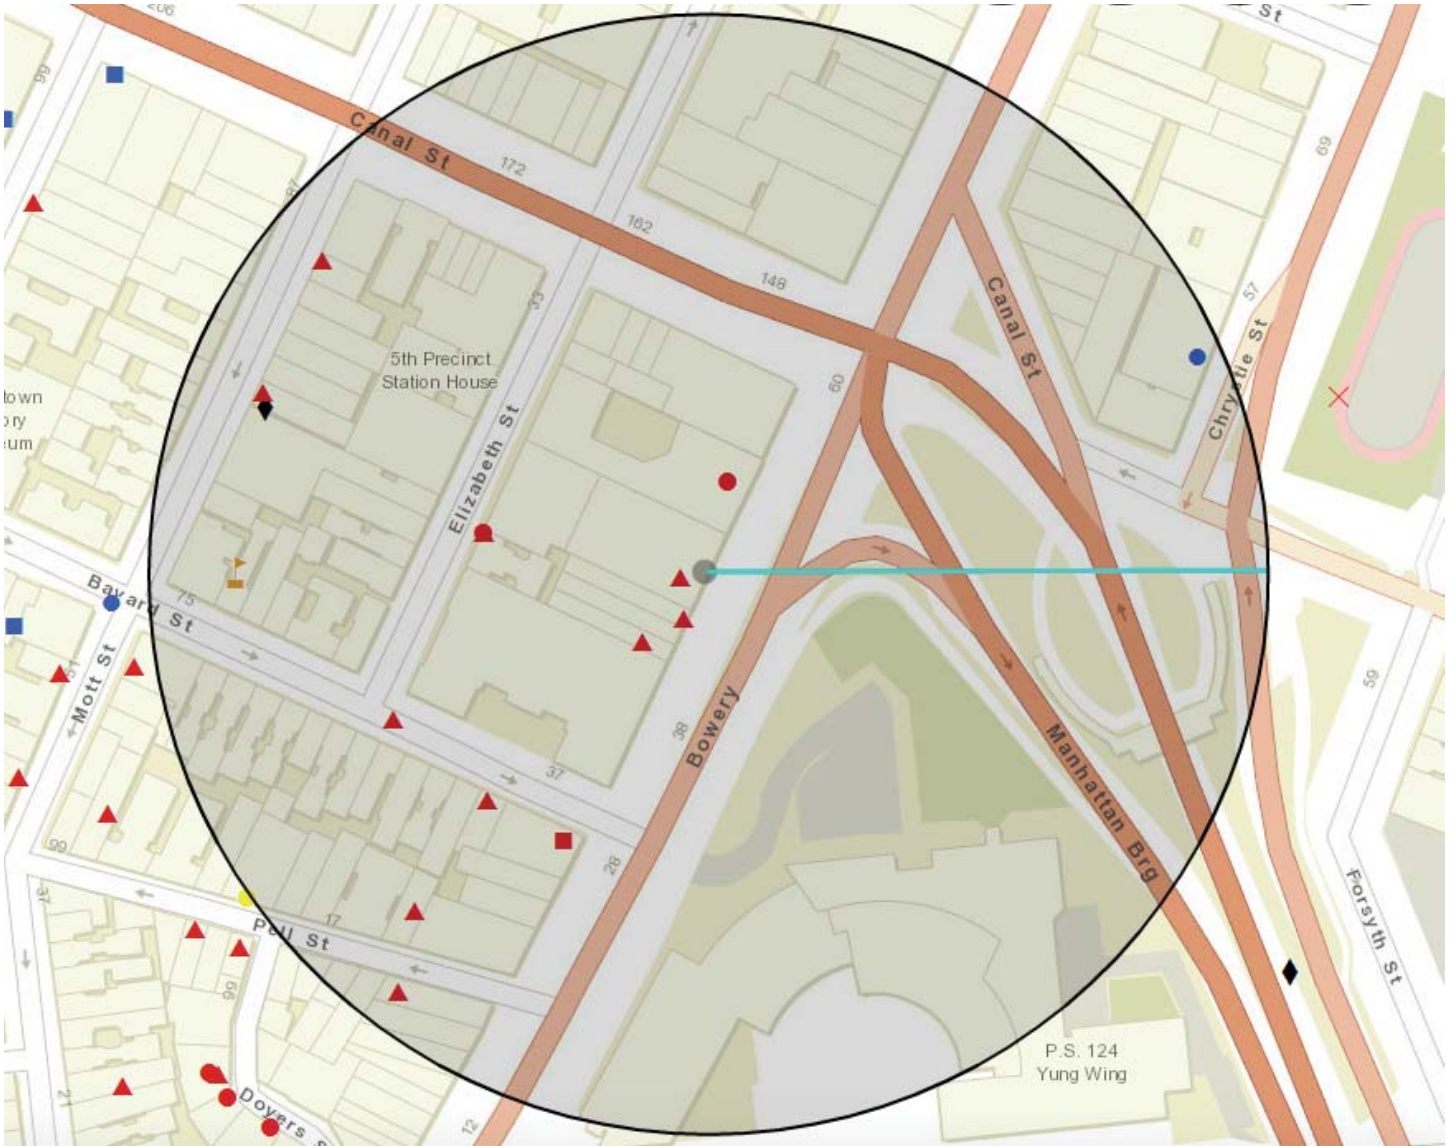 206
St
99
Canal St
172
69
87
162
148
57
33
Canal St
5th Precinct
Station House
60
Chrystie St
town
ory
eum
Elizabeth St
Bayard St
75
51
Mott St
59
38
Bowery
37
Manhattan Brg
28
99
37
17
Pell St
Forsyth St
99
P.S. 124
Yung Wing
21
Doyers S
12